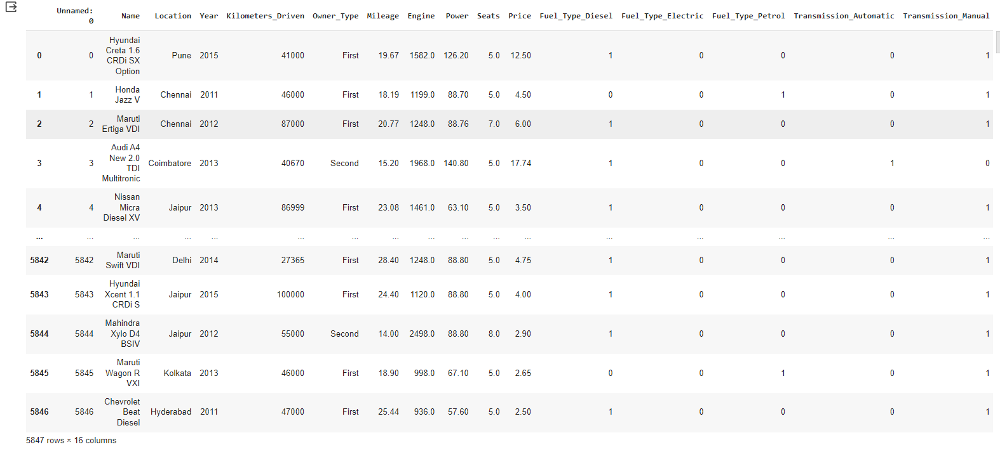 Unnamed: 0 Name Location Year Kilometers_Driven Owner_Type Mileage Engine Power Seats Price Fuel_Type_Diesel Fuel_Type_Electric Fuel_Type_Petrol Transmission_Automatic Transmission_Manual
0 0 Hyundai Creta 1.6 CRDi SX Option Pune 2015 41000 First 19.67 1582.0 126.20 5.0 12.50 1 0 0 0 1
1 1 Honda Jazz V Chennai 2011 46000 First 18.19 1199.0 88.70 5.0 4.50 0 0 1 0 1
2 2 Maruti Ertiga VDI Chennai 2012 87000 First 20.77 1248.0 88.76 7.0 6.00 1 0 0 0 1
3 3 Audi A4 New 2.0 TDI Multitronic Coimbatore 2013 40670 Second 15.20 1968.0 140.80 5.0 17.74 1 0 0 1 0
4 4 Nissan Micra Diesel XV Jaipur 2013 86999 First 23.08 1461.0 63.10 5.0 3.50 1 0 0 0 1
... ... ... ... ... ... ... ... ... ... ... ... ... ... ... ... ...
5842 5842 Maruti Swift VDI Delhi 2014 27365 First 28.40 1248.0 88.80 5.0 4.75 1 0 0 0 1
5843 5843 Hyundai Xcent 1.1 CRDi S Jaipur 2015 100000 First 24.40 1120.0 88.80 5.0 4.00 1 0 0 0 1
5844 5844 Mahindra Xylo D4 BSIV Jaipur 2012 55000 Second 14.00 2498.0 88.80 8.0 2.90 1 0 0 0 1
5845 5845 Maruti Wagon R VXI Kolkata 2013 46000 First 18.90 998.0 67.10 5.0 2.65 0 0 1 0 1
5846 5846 Chevrolet Beat Diesel Hyderabad 2011 47000 First 25.44 936.0 57.60 5.0 2.50 1 0 0 0 1
5847 rows × 16 columns